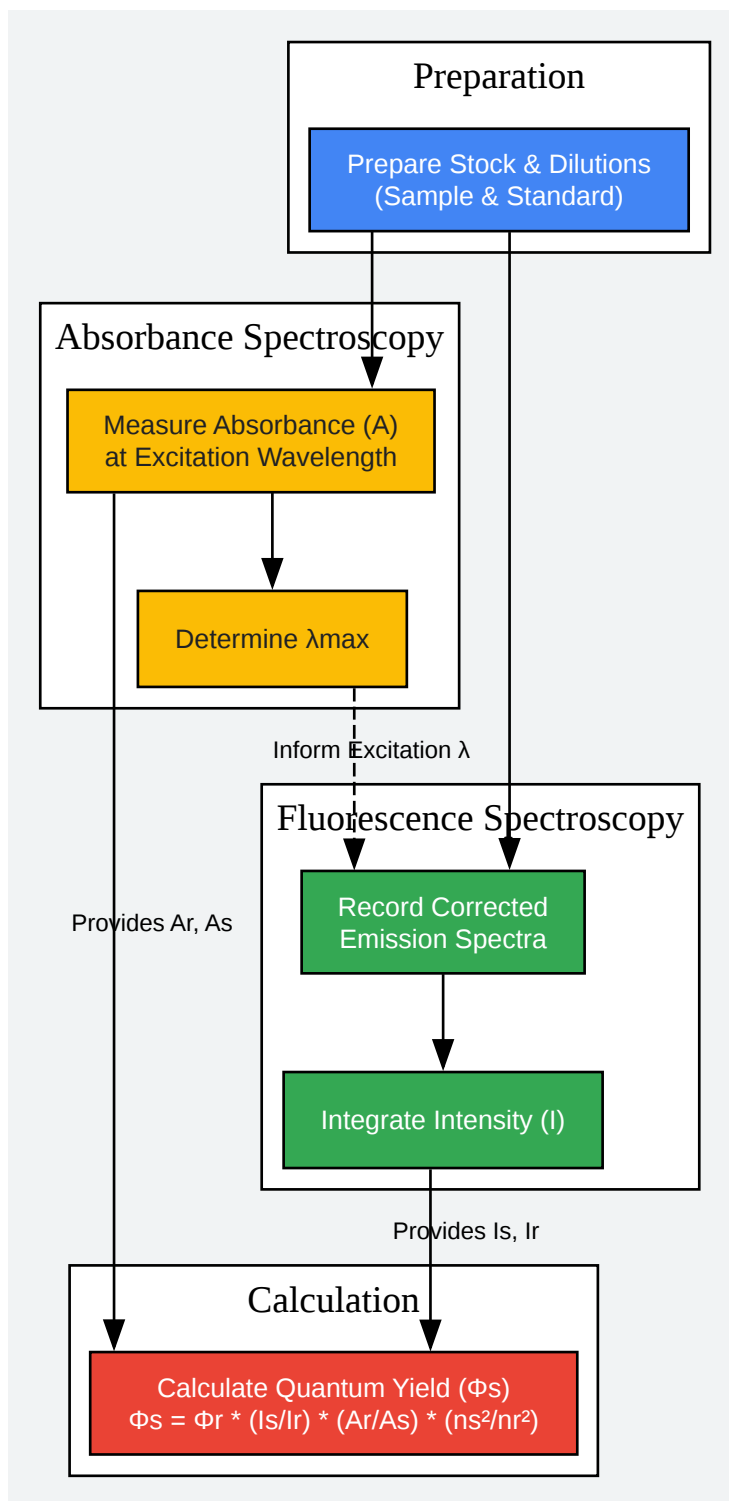 Preparation
Prepare Stock & Dilutions
(Sample & Standard)
Absorbance Spectroscopy
Measure Absorbance (A)
at Excitation Wavelength
Determine λmax
Inform Excitation λ
Fluorescence Spectroscopy
Record Corrected
Emission Spectra
Provides Ar, As
Integrate Intensity (I)
Provides Is, Ir
Calculation
Calculate Quantum Yield (Φs)
Φs = Φr * (Is/Ir) * (Ar/As) * (ns²/nr²)